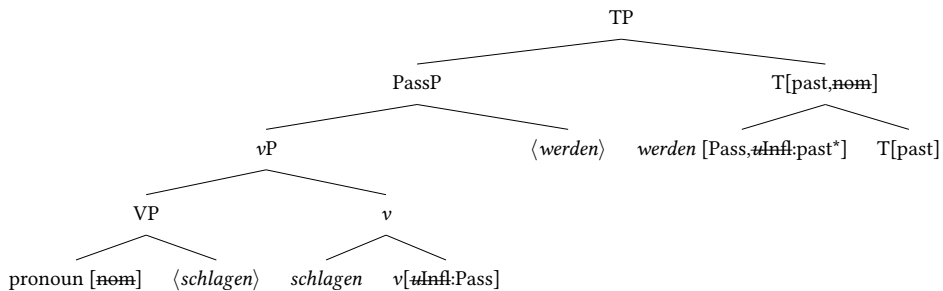 TP
PassP T[past,nom]
vP ⟨werden⟩ werden [Pass,uInfl:past*] T[past]
VP v
pronoun [nom] ⟨schlagen⟩ schlagen v[uInfl:Pass]